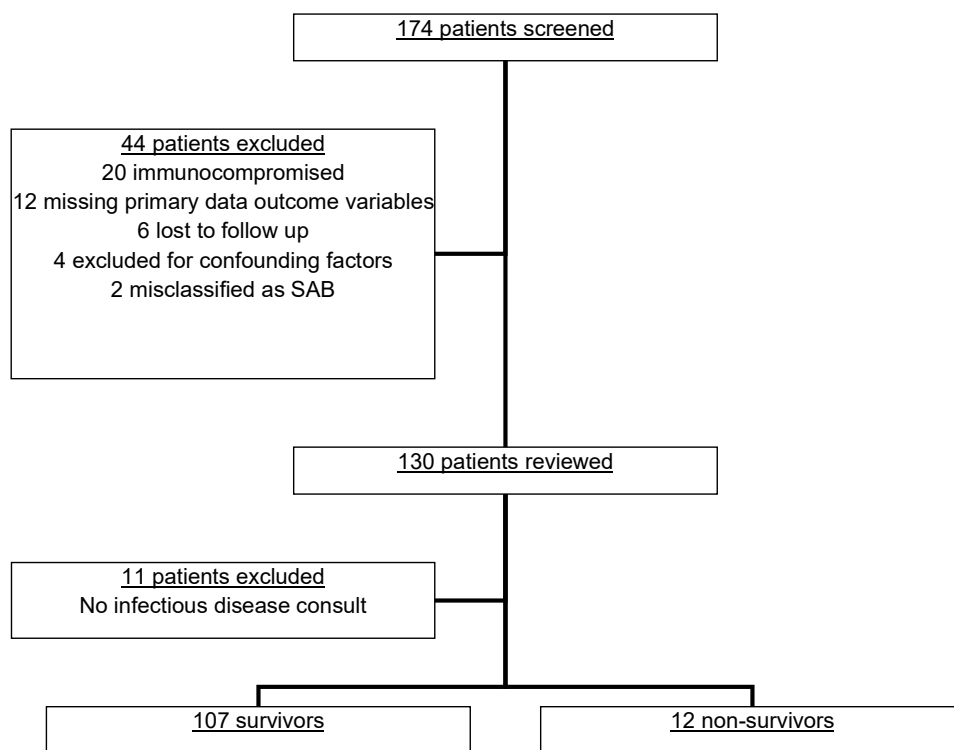 174 patients screened
44 patients excluded
20 immunocompromised
12 missing primary data outcome variables
6 lost to follow up
4 excluded for confounding factors
2 misclassified as SAB
130 patients reviewed
11 patients excluded
No infectious disease consult
107 survivors
12 non-survivors